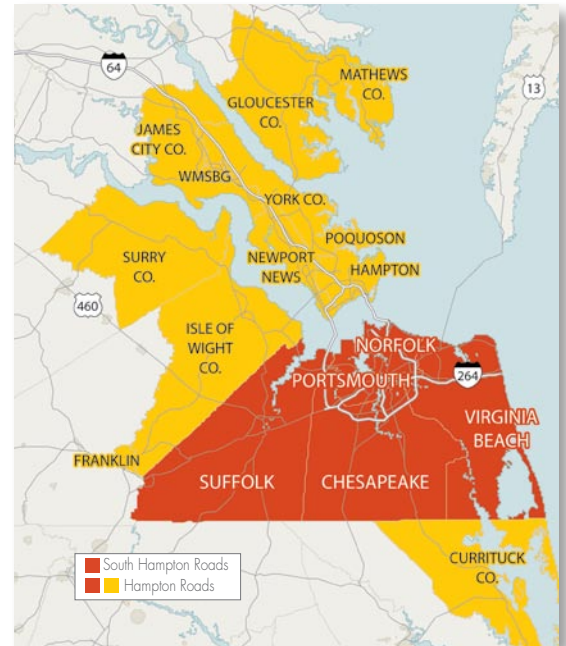 64
MATHEWS
CO.
13
GLOUCESTER
CO.
JAMES
CITY CO.
WMSBG
YORK CO.
POQUOSON
SURRY
CO.
NEWPORT
NEWS
HAMPTON
460
ISLE OF
WIGHT
CO.
NORFOLK
PORTSMOUTH
264
VIRGINIA
BEACH
FRANKLIN
SUFFOLK
CHESAPEAKE
CURRITUCK
CO.
South Hampton Roads
Hampton Roads